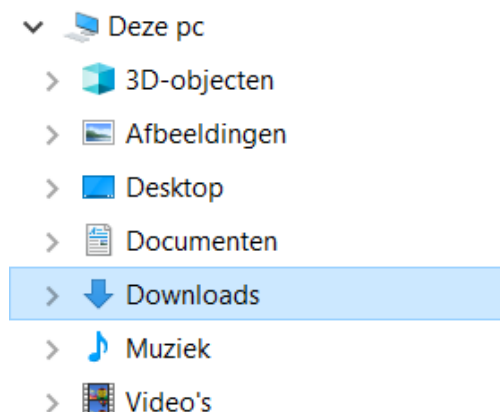 Deze pc
3D-objecten
Afbeeldingen
Desktop
Documenten
Downloads
Muziek
Video's